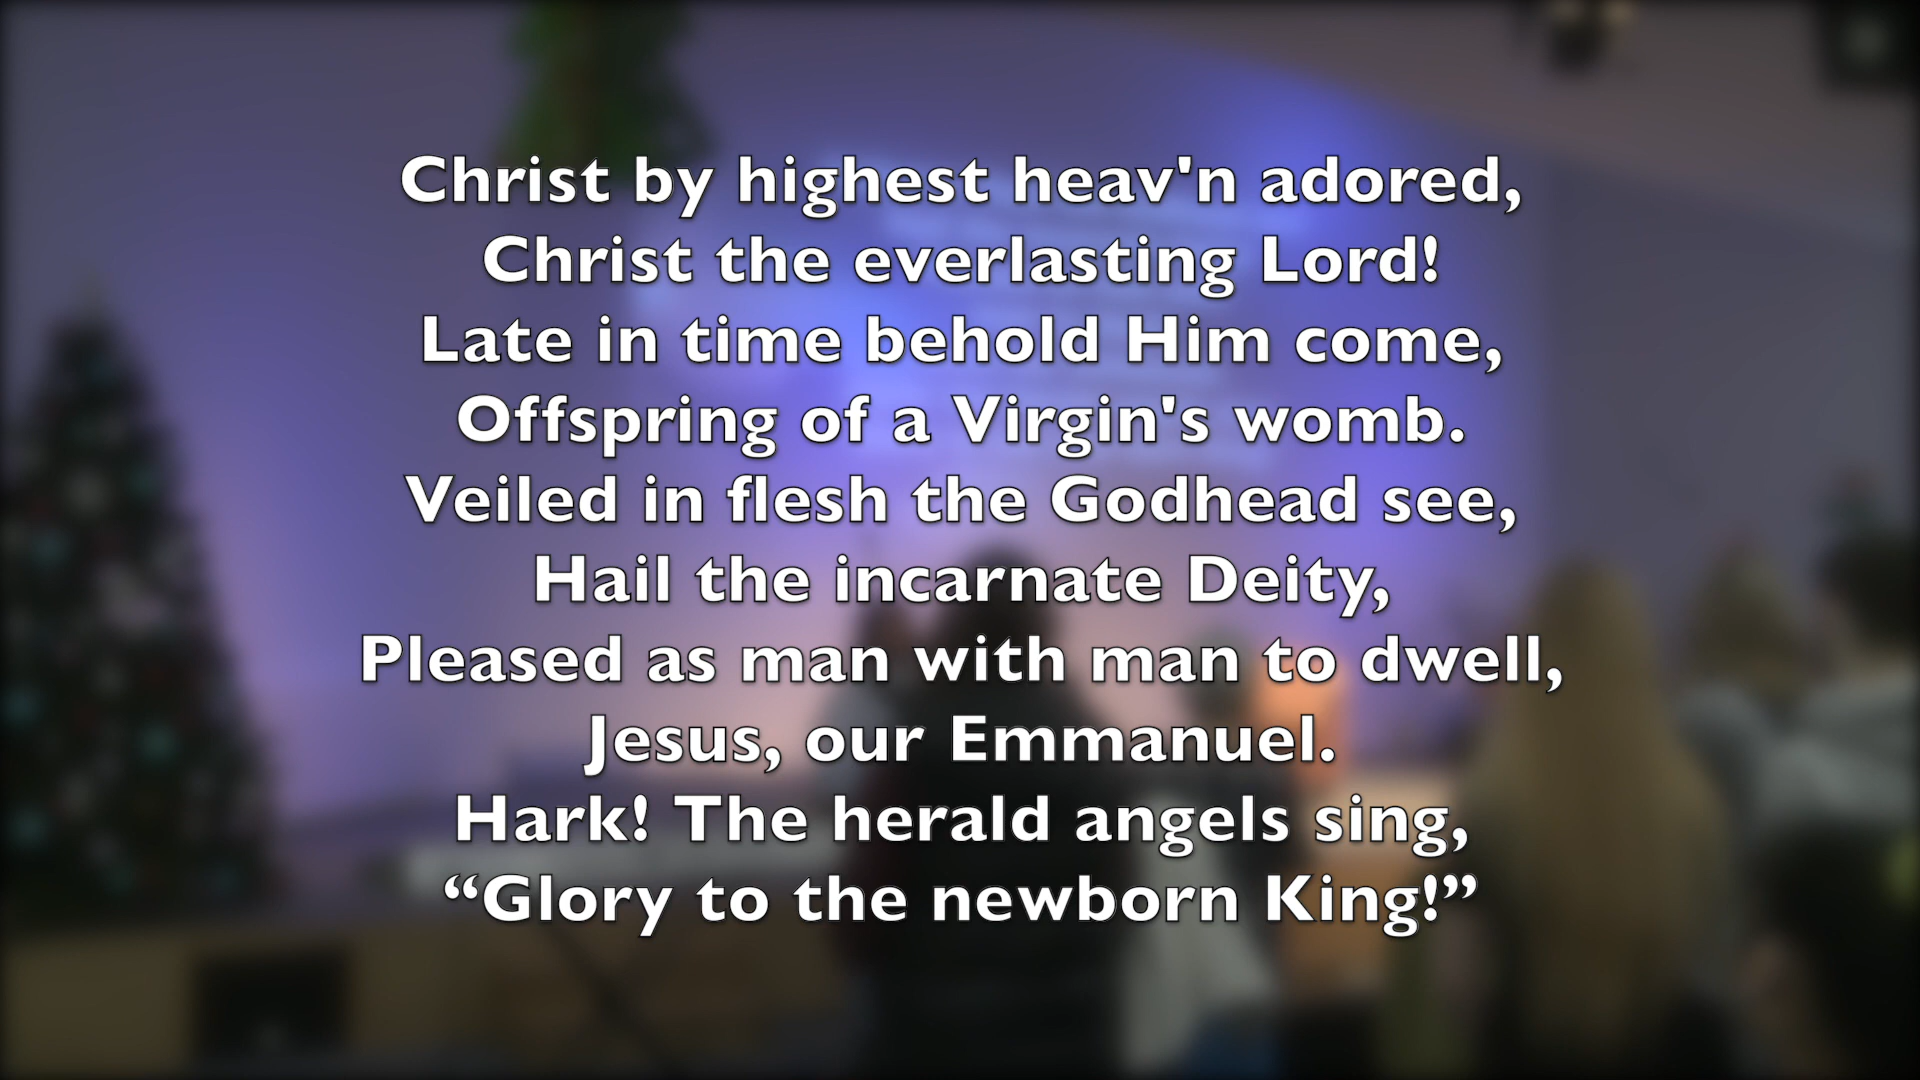 Christ by highest heav'n adored,
Christ the everlasting Lord!
Late in time behold Him come,
Offspring of a Virgin's womb.
Veiled in flesh the Godhead see,
Hail the incarnate Deity,
Pleased as man with man to dwell,
Jesus, our Emmanuel.
Hark! The herald angels sing,
“Glory to the newborn King!”